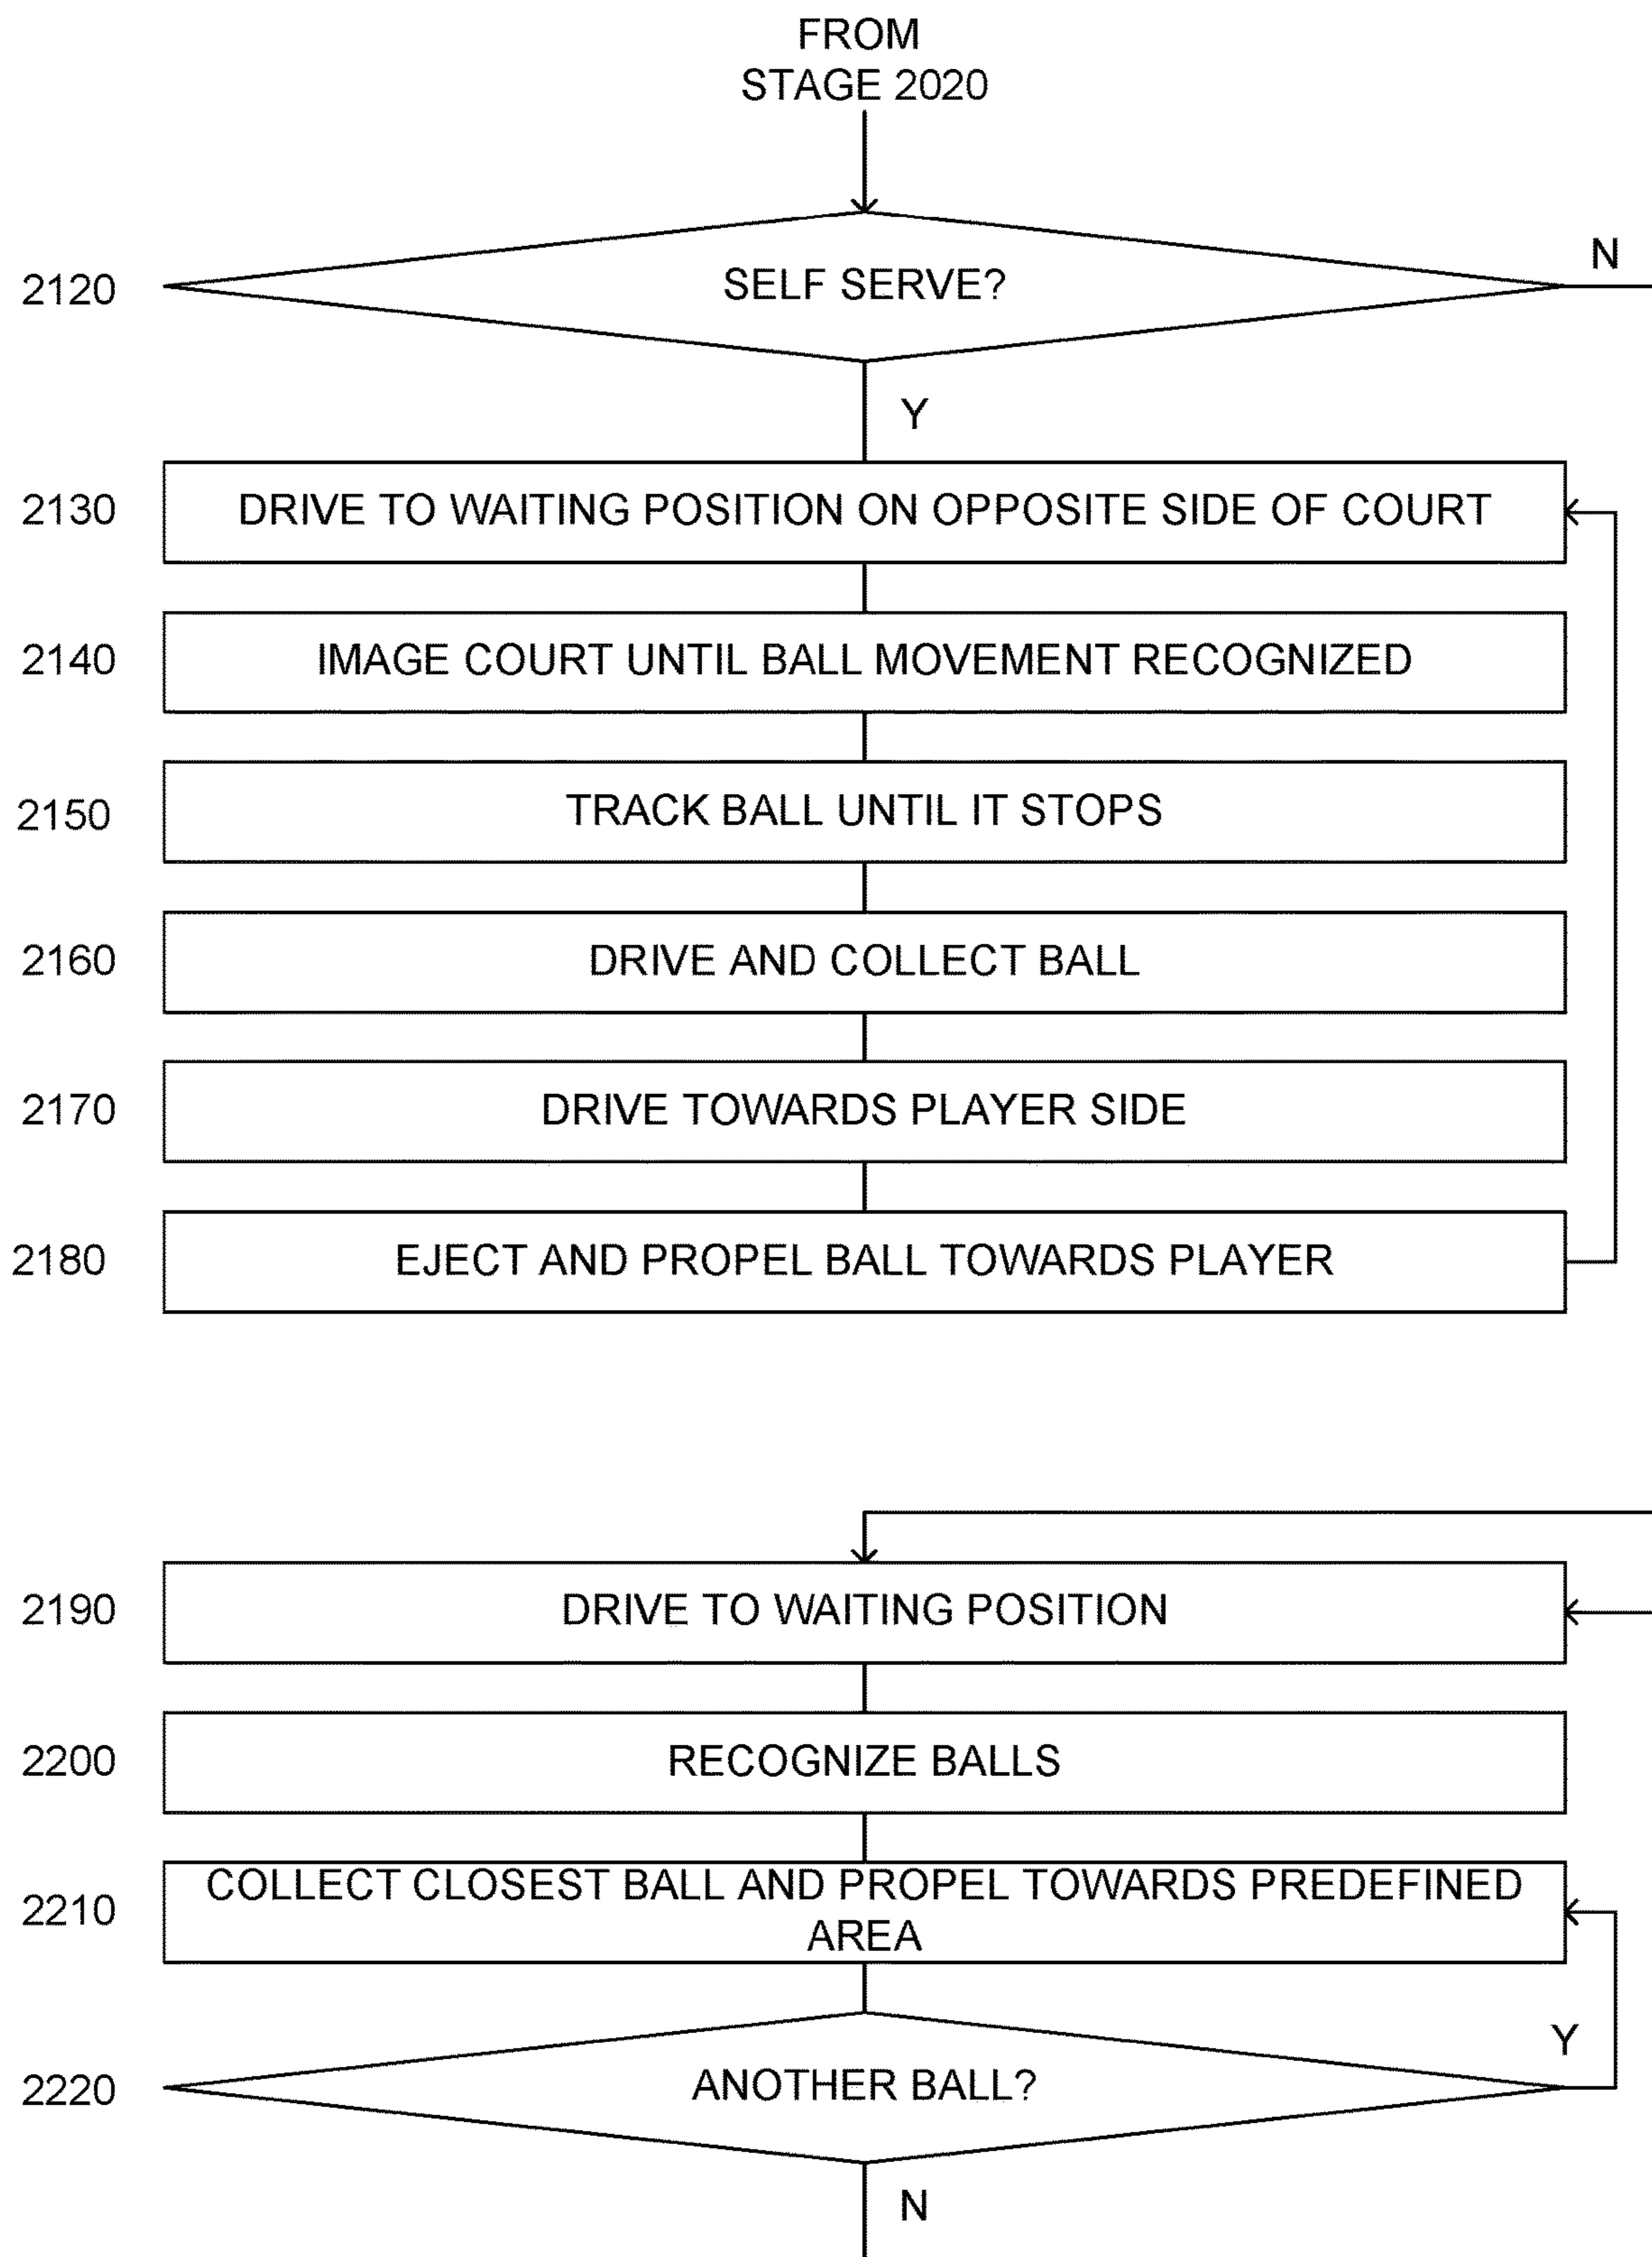 FROM
STAGE 2020
2120
SELF SERVE?
N
Y
2130
DRIVE TO WAITING POSITION ON OPPOSITE SIDE OF COURT
2140
IMAGE COURT UNTIL BALL MOVEMENT RECOGNIZED
2150
TRACK BALL UNTIL IT STOPS
2160
DRIVE AND COLLECT BALL
2170
DRIVE TOWARDS PLAYER SIDE
2180
EJECT AND PROPEL BALL TOWARDS PLAYER
2190
DRIVE TO WAITING POSITION
2200
RECOGNIZE BALLS
2210
COLLECT CLOSEST BALL AND PROPEL TOWARDS PREDEFINED
AREA
2220
ANOTHER BALL?
Y
N